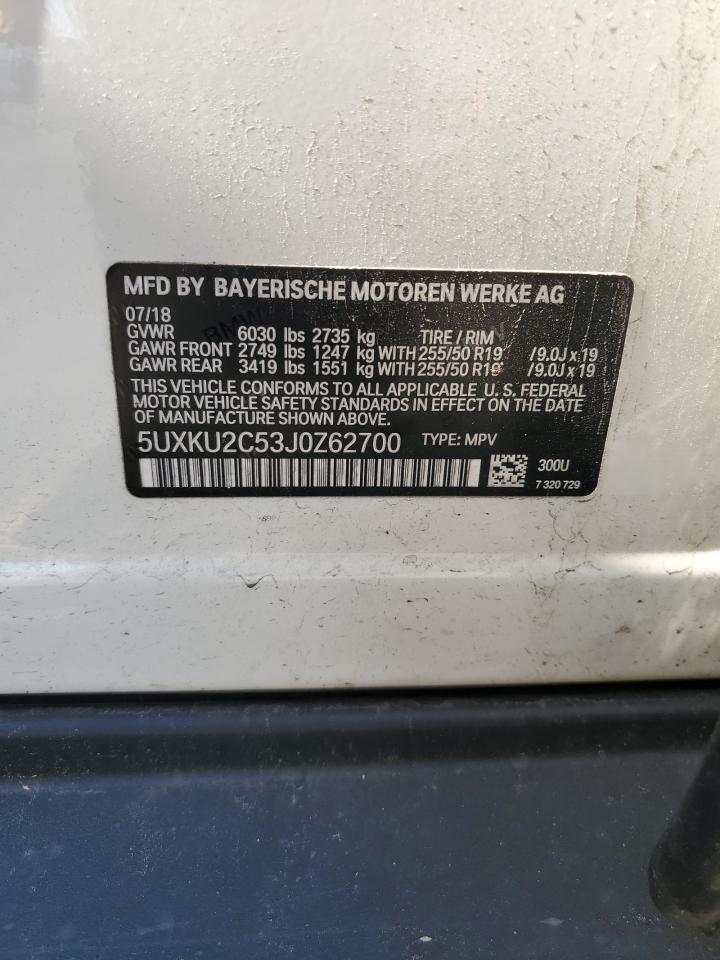 MFD BY BAYERISCHE MOTOREN WERKE AG
07/18
GVWR 6030 lbs 2735 kg TIRE / RIM
GAWR FRONT 2749 lbs 1247 kg WITH 255/50 R19 /9.0J x 19
GAWR REAR 3419 lbs 1551 kg WITH 255/50 R19 /9.0J x 19
THIS VEHICLE CONFORMS TO ALL APPLICABLE U. S. FEDERAL
MOTOR VEHICLE SAFETY STANDARDS IN EFFECT ON THE DATE
OF MANUFACTURE SHOWN ABOVE.
5UXKU2C53J0Z62700 TYPE: MPV
300U
7 320 729